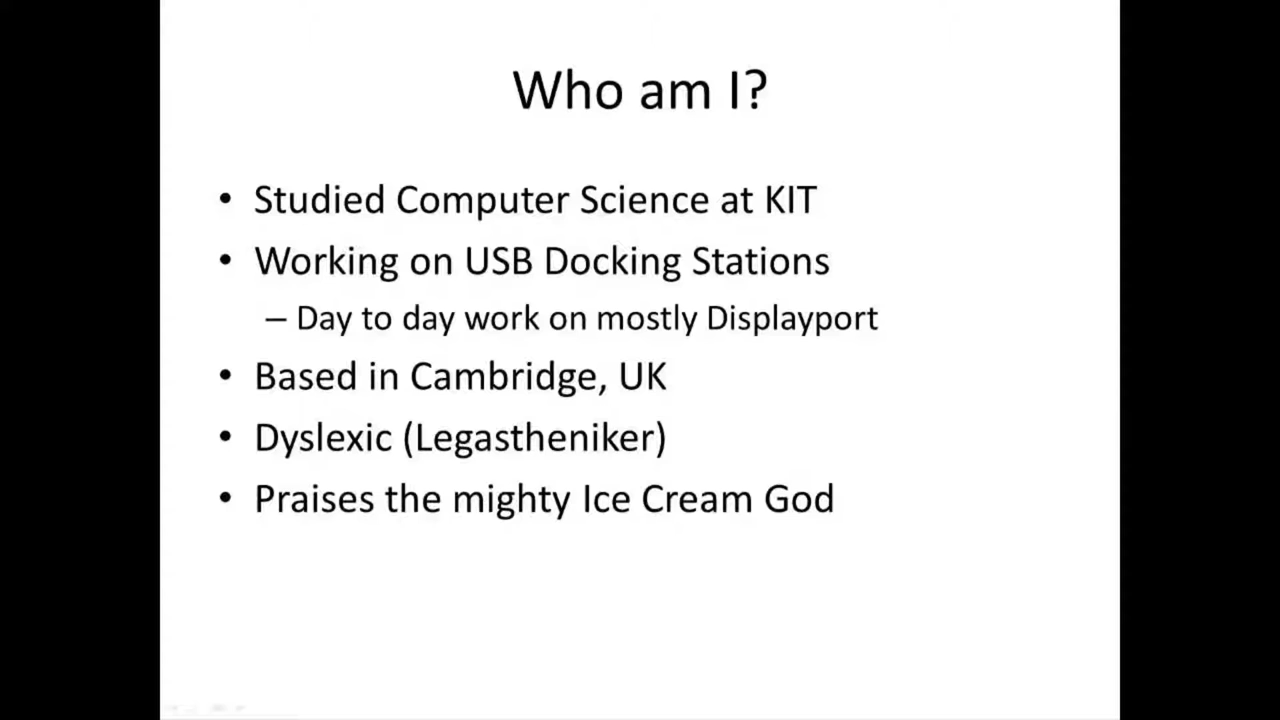 Who am I?
• Studied Computer Science at KIT
• Working on USB Docking Stations
– Day to day work on mostly Displayport
• Based in Cambridge, UK
• Dyslexic (Legastheniker)
• Praises the mighty Ice Cream God